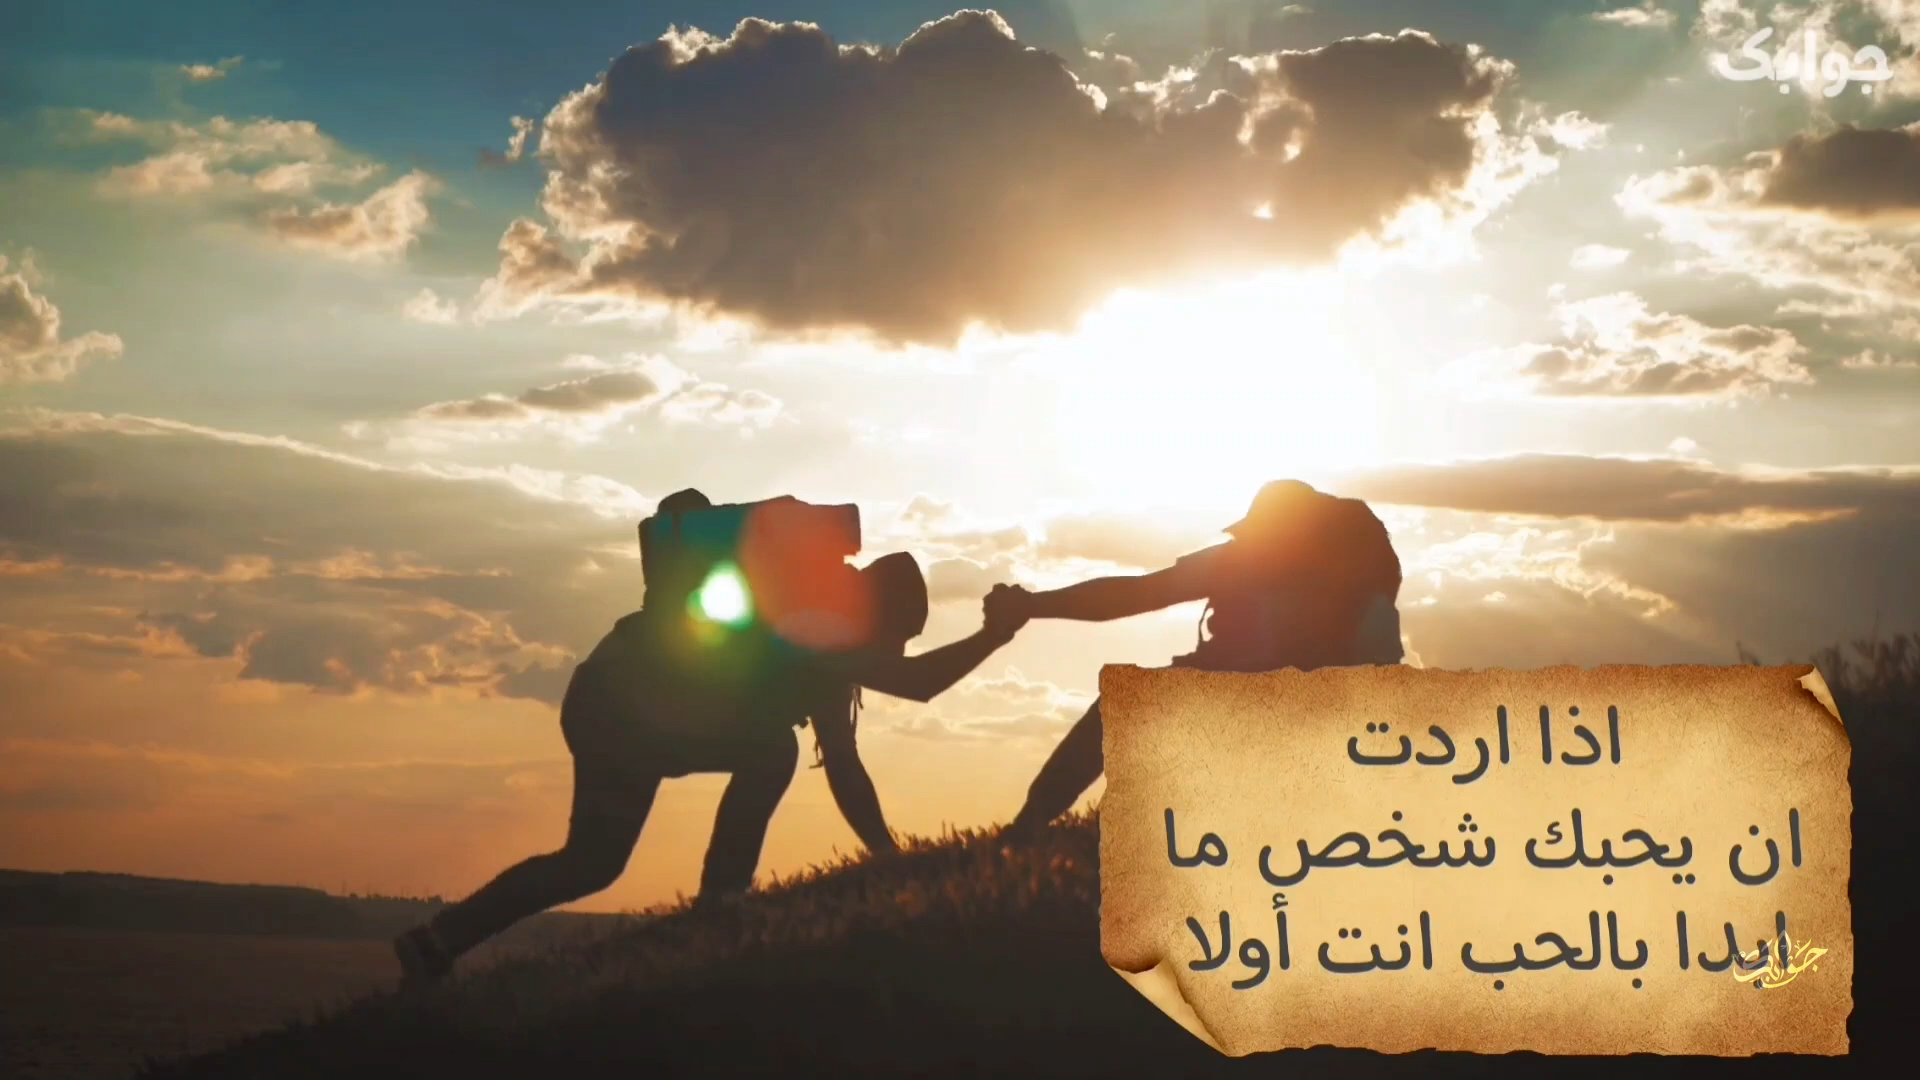 جوابک
اذا اردت
ان يحبك شخص ما
ابدا بالحب انت أولا